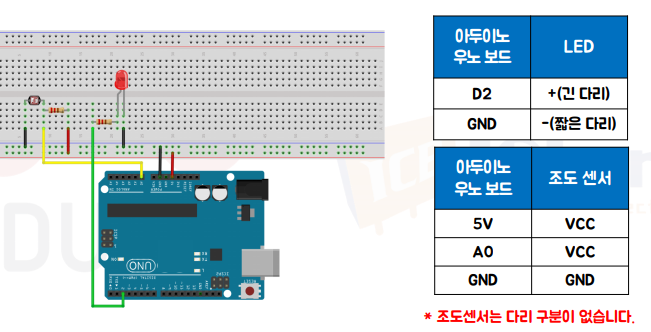 아두이노
우노 보드
LED
D2
+(긴 다리)
GND
-(짧은 다리)
아두이노
우노 보드
조도 센서
5V
VCC
A0
VCC
GND
GND
* 조도센서는 다리 구분이 없습니다.
UNO